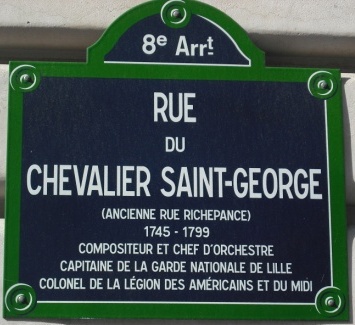 8e Arrt
RUE
DU
CHEVALIER SAINT-GEORGE
(ANCIENNE RUE RICHEPANCE)
1745 - 1799
COMPOSITEUR ET CHEF D'ORCHESTRE
CAPITAINE DE LA GARDE NATIONALE DE LILLE
COLONEL DE LA LÉGION DES AMÉRICAINS ET DU MIDI